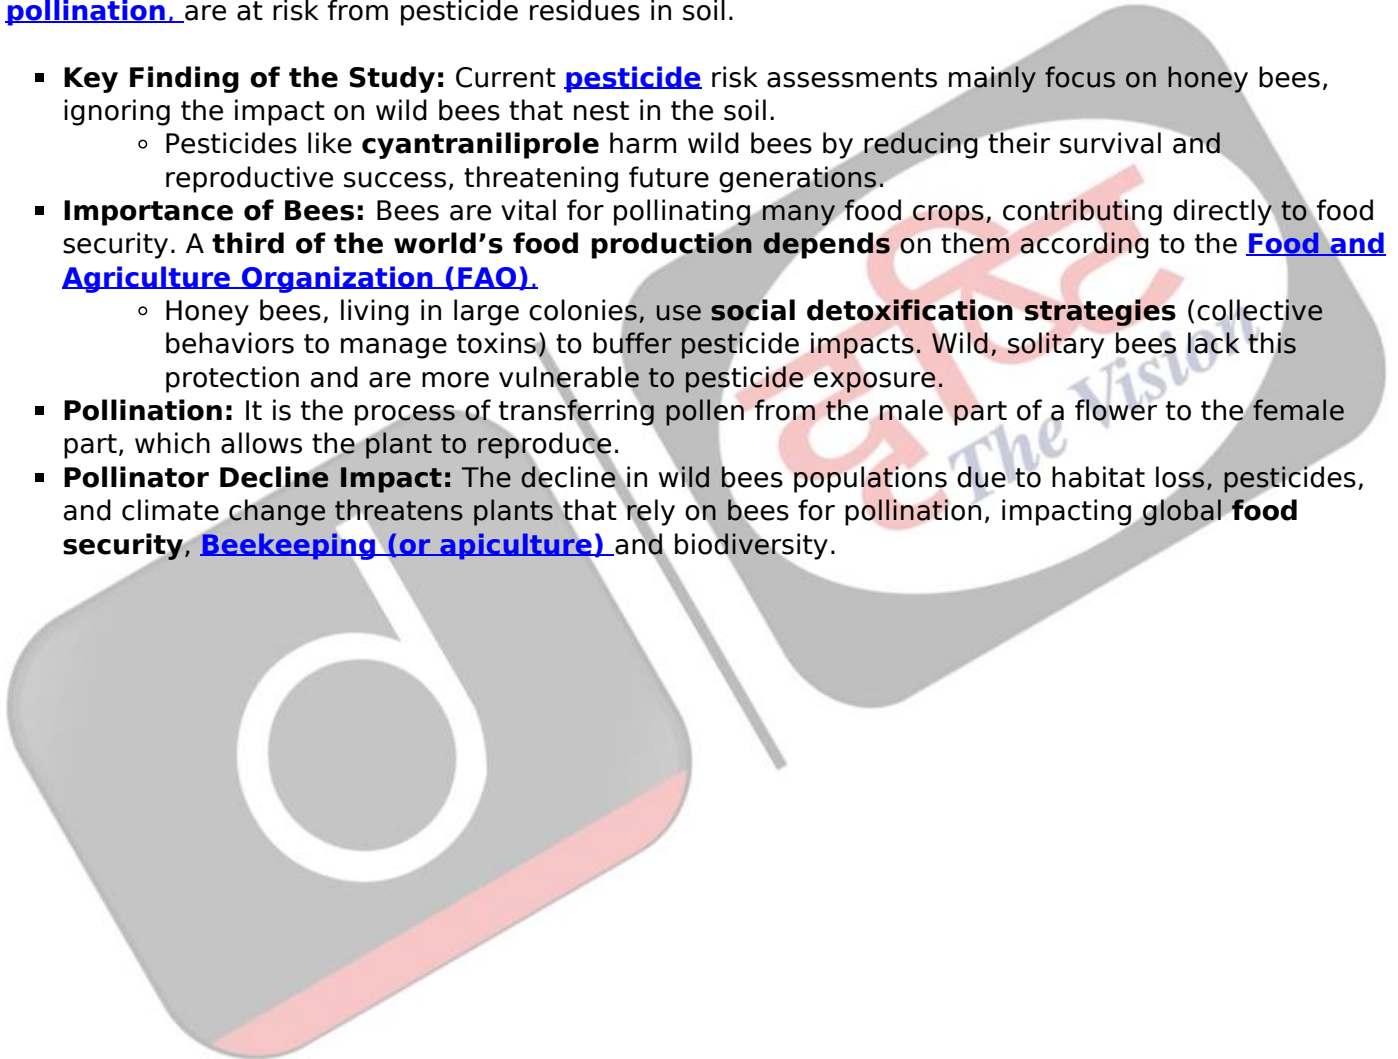 pollination, are at risk from pesticide residues in soil.
▪ Key Finding of the Study: Current pesticide risk assessments mainly focus on honey bees,
ignoring the impact on wild bees that nest in the soil.
◦ Pesticides like cyantraniliprole harm wild bees by reducing their survival and
reproductive success, threatening future generations.
▪ Importance of Bees: Bees are vital for pollinating many food crops, contributing directly to food
security. A third of the world’s food production depends on them according to the Food and
Agriculture Organization (FAO).
◦ Honey bees, living in large colonies, use social detoxification strategies (collective
behaviors to manage toxins) to buffer pesticide impacts. Wild, solitary bees lack this
protection and are more vulnerable to pesticide exposure.
▪ Pollination: It is the process of transferring pollen from the male part of a flower to the female
part, which allows the plant to reproduce.
▪ Pollinator Decline Impact: The decline in wild bees populations due to habitat loss, pesticides,
and climate change threatens plants that rely on bees for pollination, impacting global food
security, Beekeeping (or apiculture) and biodiversity.
दृष्टि
The Vision
d